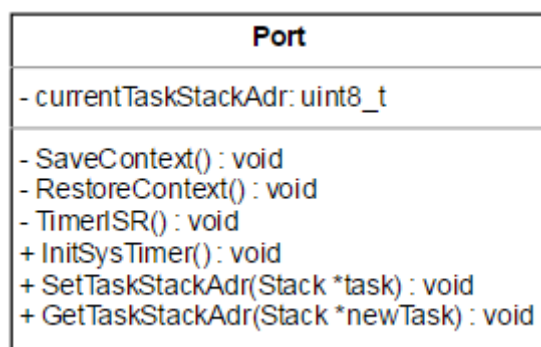 Port
- currentTaskStackAdr: uint8_t
- SaveContext() : void
- RestoreContext() : void
- TimerISR() : void
+ InitSysTimer() : void
+ SetTaskStackAdr(Stack *task) : void
+ GetTaskStackAdr(Stack *newTask) : void